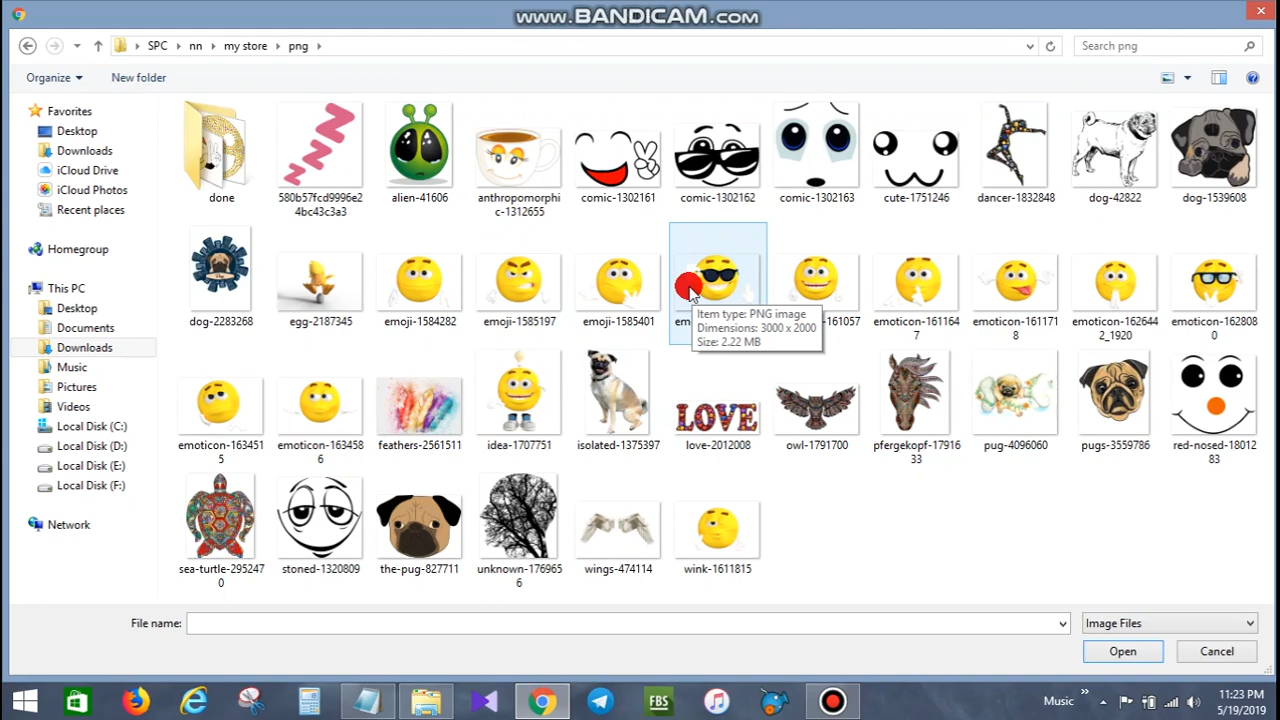 www.BANDICAM.com
SPC
nn
my store
png
Search png
Organize
New folder
Favorites
Desktop
Downloads
iCloud Drive
iCloud Photos
Recent places
Homegroup
This PC
Desktop
Documents
Downloads
Music
Pictures
Videos
Local Disk (C:)
Local Disk (D:)
Local Disk (E:)
Local Disk (F:)
Network
done
580b57fcd9996e2
4bc43c3a3
alien-41606
anthropomorphi
c-1312655
comic-1302161
comic-1302162
comic-1302163
cute-1751246
dancer-1832848
dog-42822
dog-1539608
dog-2283268
egg-2187345
emoji-1584282
emoji-1585197
emoji-1585401
Item type: PNG image
Dimensions: 3000 x 2000
Size: 2.22 MB
emoticon-161164
7
emoticon-161171
8
emoticon-162644
2_1920
emoticon-162808
0
emoticon-163451
5
emoticon-163458
6
feathers-2561511
idea-1707751
isolated-1375397
love-2012008
owl-1791700
pfergekopf-17916
33
pug-4096060
pugs-3559786
red-nosed-18012
83
sea-turtle-295247
0
stoned-1320809
the-pug-827711
unknown-176965
6
wings-474114
wink-1611815
File name:
Image Files
Open
Cancel
FBS
Music
11:23 PM
5/19/2019